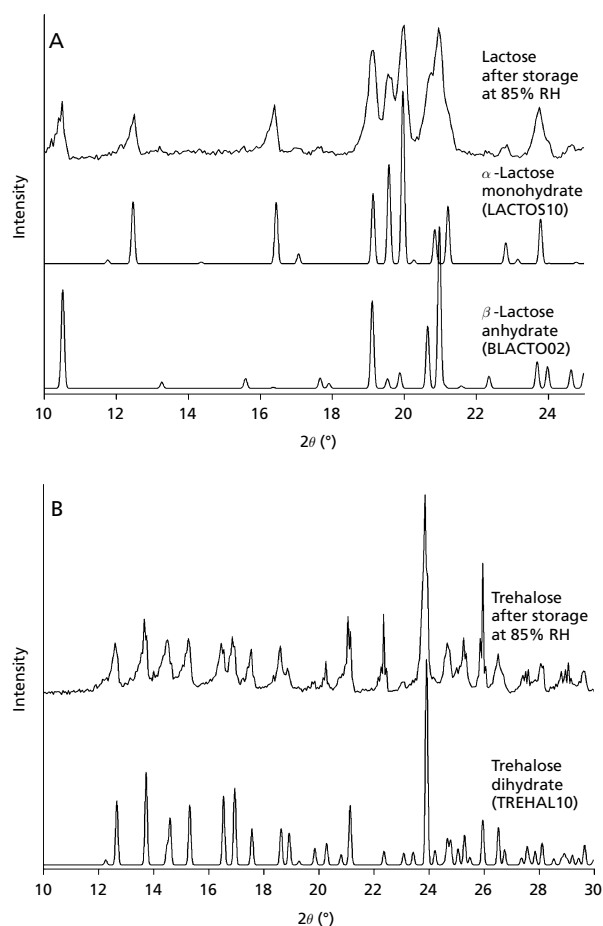 A
Lactose
after storage
at 85% RH
α-Lactose
monohydrate
(LACTOS10)
β-Lactose
anhydrate
(BLACTO02)
Intensity
10 12 14 16 18 20 22 24
2θ (°)
B
Trehalose
after storage
at 85% RH
Trehalose
dihydrate
(TREHAL10)
Intensity
10 12 14 16 18 20 22 24 26 28 30
2θ (°)